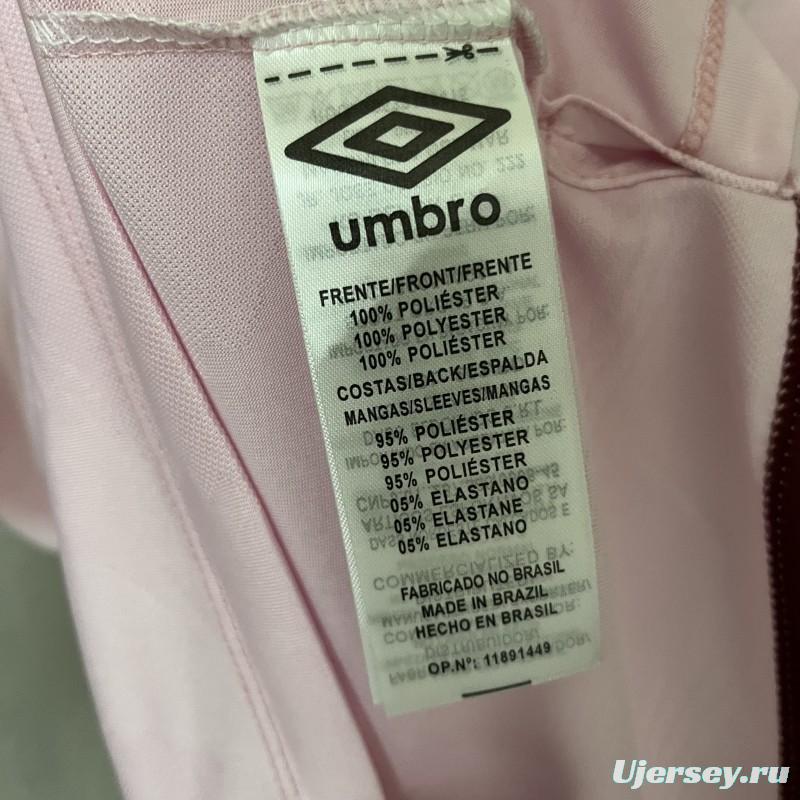 umbro
FRENTE/FRONT/FRENTE
100% POLIÉSTER
100% POLYESTER
100% POLIÉSTER
COSTAS/BACK/ESPALDA
MANGAS/SLEEVES/MANGAS
95% POLIÉSTER
95% POLYESTER
95% POLIÉSTER
05% ELASTANO
05% ELASTANE
05% ELASTANO
FABRICADO NO BRASIL
MADE IN BRAZIL
HECHO EN BRASIL
OP.Nº: 11891449
Ujersey.ru